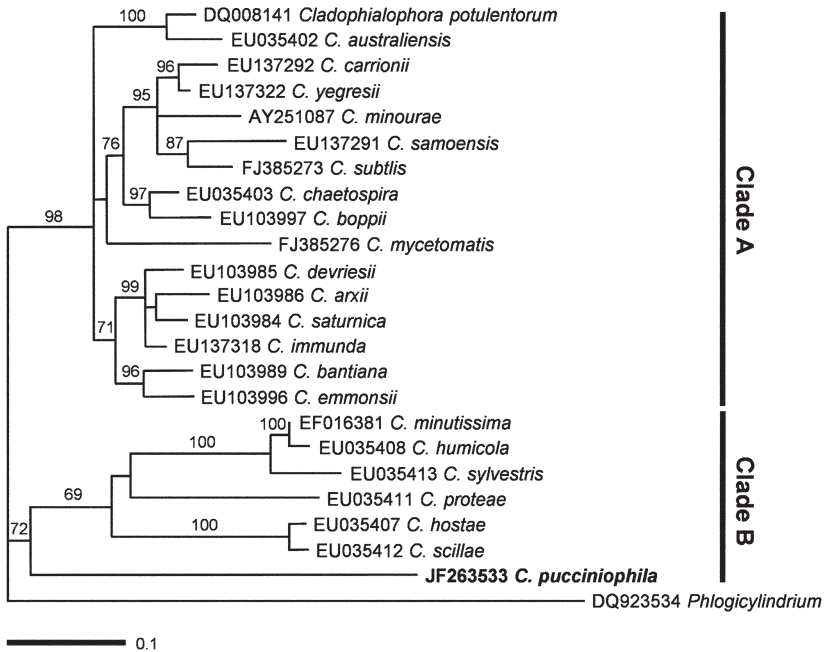 100
DQ008141 Cladophialophora potulentorum
EU035402 C. australiensis
96
EU137292 C. carrionii
EU137322 C. yegresii
95
AY251087 C. minourae
76
87
EU137291 C. samoensis
FJ385273 C. subtlis
97
EU035403 C. chaetospira
EU103997 C. boppii
98
FJ385276 C. mycetomatis
EU103985 C. devriesii
99
EU103986 C. arxii
EU103984 C. saturnica
71
EU137318 C. immunda
96
EU103989 C. bantiana
EU103996 C. emmonsii
Clade A
100
EF016381 C. minutissima
100
EU035408 C. humicola
EU035413 C. sylvestris
69
EU035411 C. proteae
100
EU035407 C. hostae
72
EU035412 C. scillae
JF263533 C. pucciniophila
Clade B
DQ923534 Phlogicylindrium
0.1